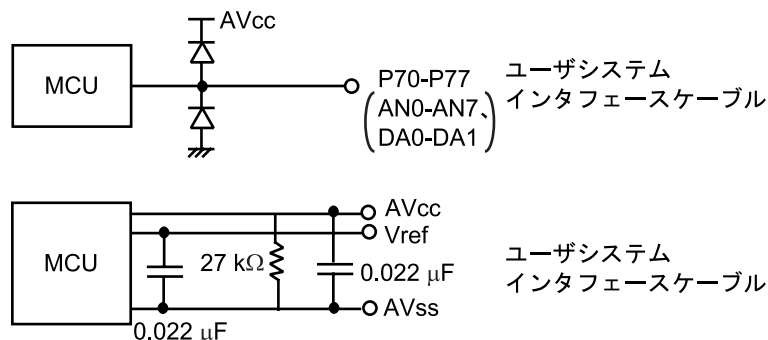 AVcc
MCU
P70-P77
AN0-AN7、
DA0-DA1
ユーザシステム
インタフェースケーブル
MCU
AVcc
Vref
27 kΩ
0.022 μF
AVss
0.022 μF
ユーザシステム
インタフェースケーブル